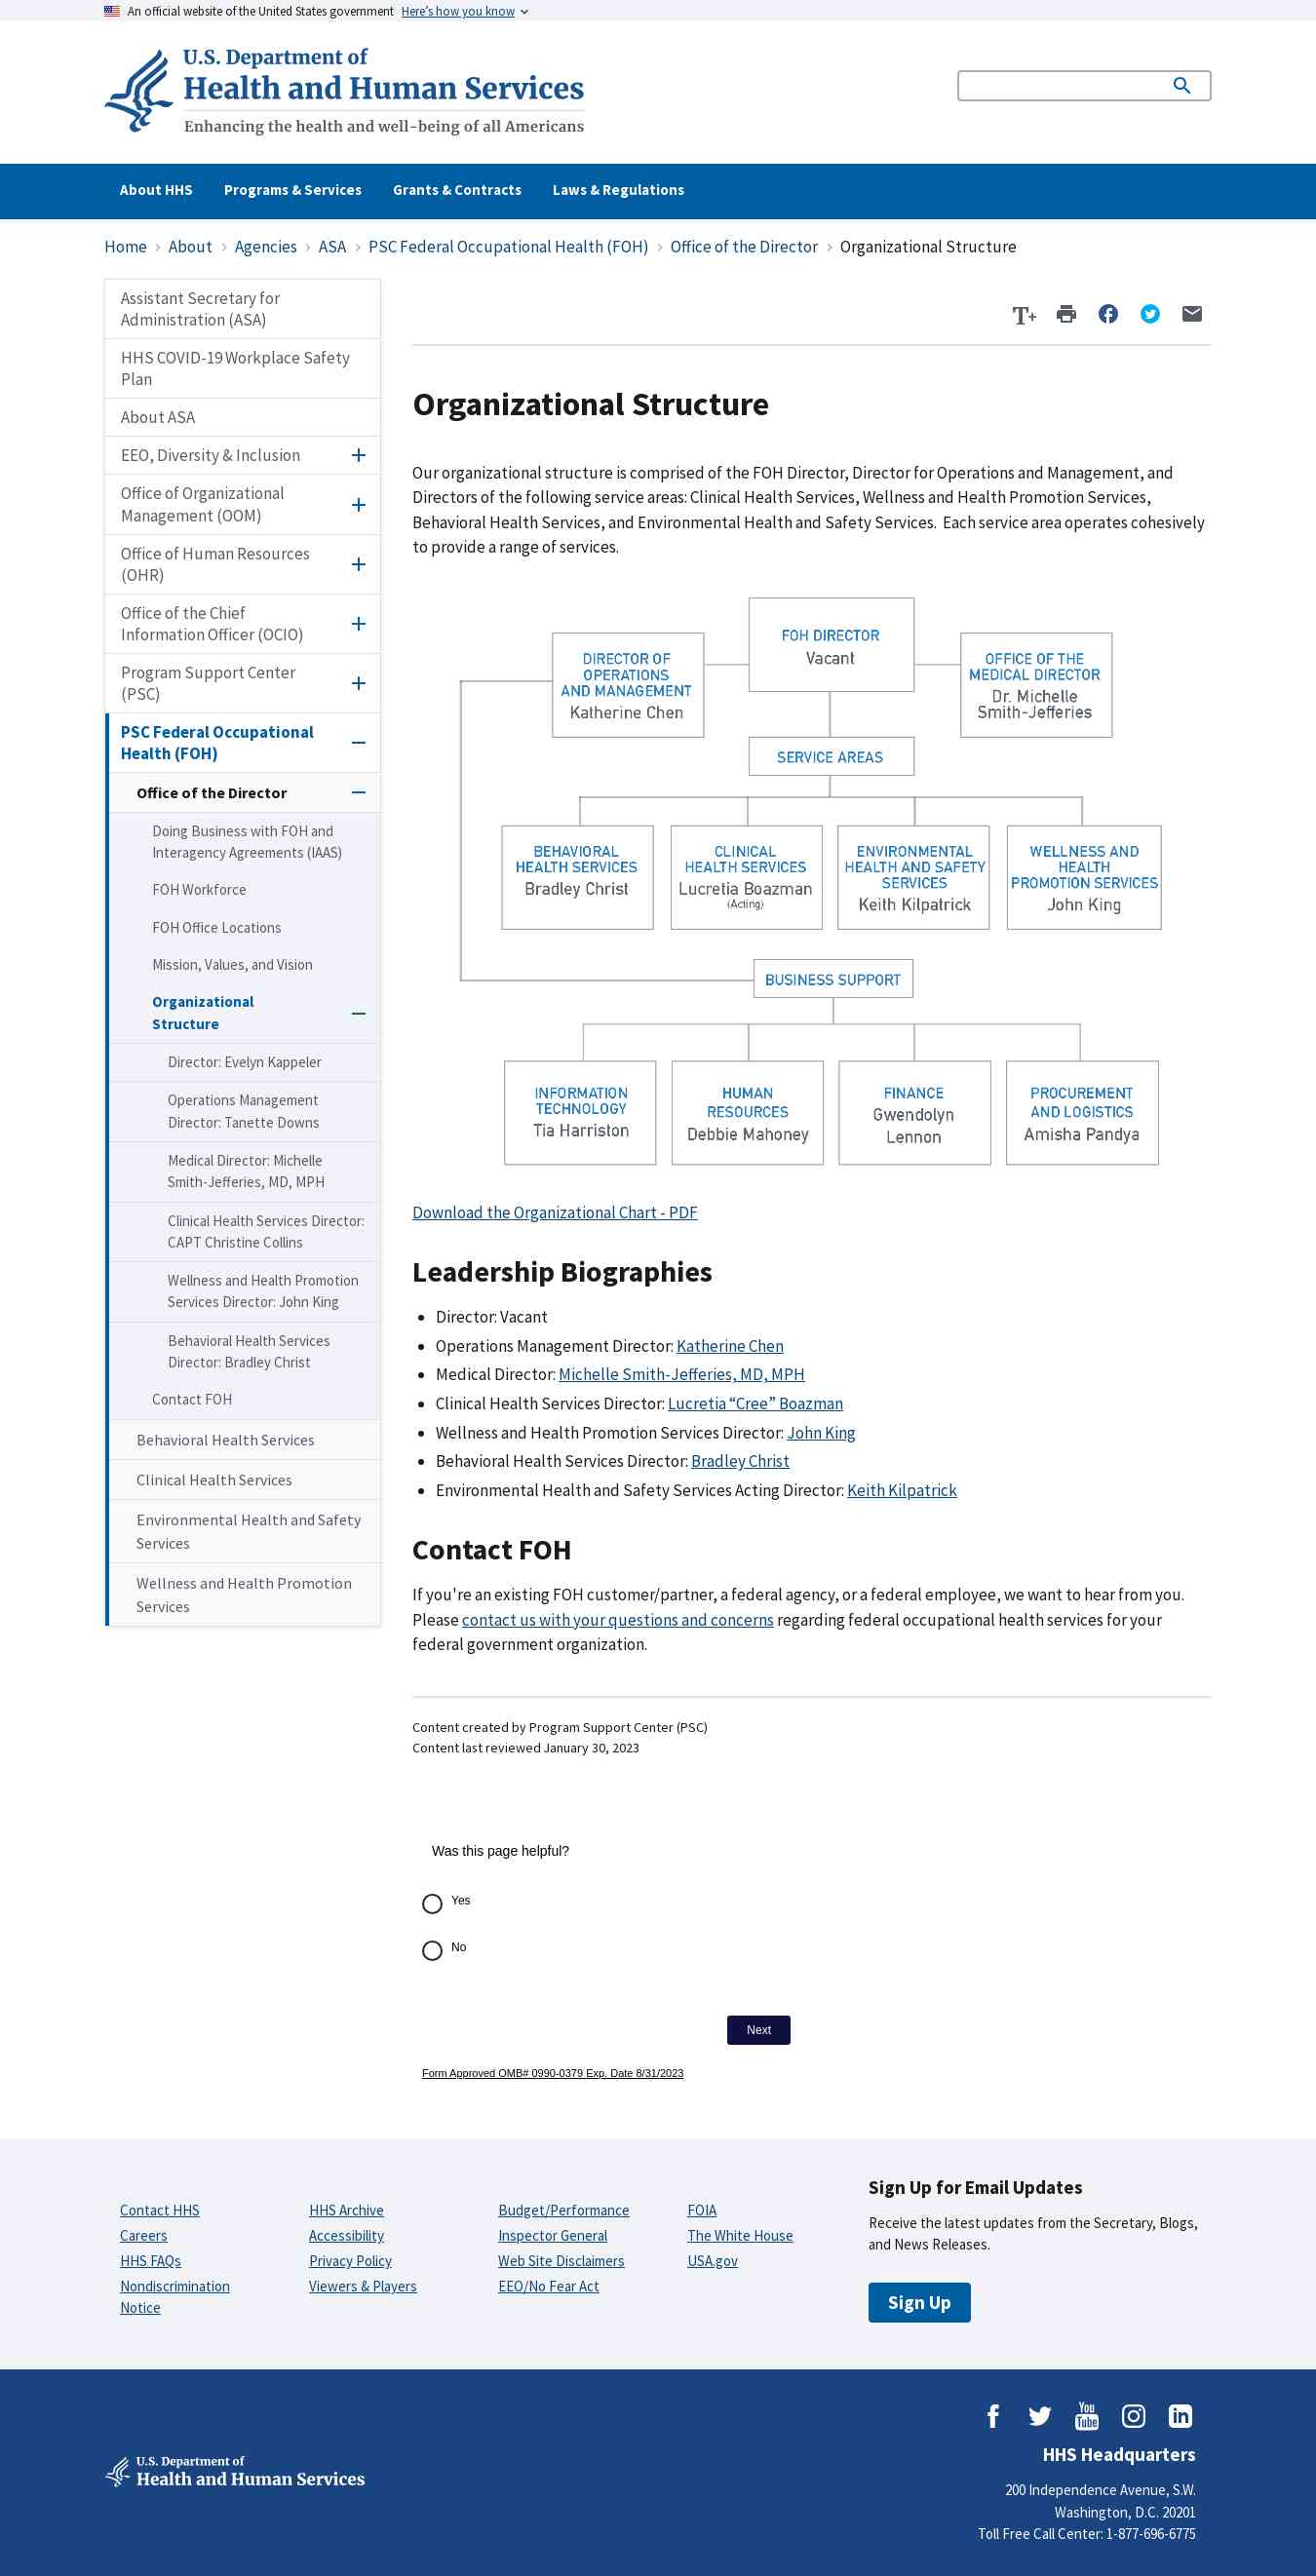 An official website of the United States government Here’s how you know
U.S. Department of
Health and Human Services
Enhancing the health and well-being of all Americans
About HHS Programs & Services Grants & Contracts Laws & Regulations
Home About Agencies ASA PSC Federal Occupational Health (FOH) Office of the Director Organizational Structure
Assistant Secretary for
Administration (ASA)
HHS COVID-19 Workplace Safety
Plan
About ASA
EEO, Diversity & Inclusion
Office of Organizational
Management (OOM)
Office of Human Resources
(OHR)
Office of the Chief
Information Officer (OCIO)
Program Support Center
(PSC)
PSC Federal Occupational
Health (FOH)
Office of the Director
Doing Business with FOH and
Interagency Agreements (IAAS)
FOH Workforce
FOH Office Locations
Mission, Values, and Vision
Organizational
Structure
Director: Evelyn Kappeler
Operations Management
Director: Tanette Downs
Medical Director: Michelle
Smith-Jefferies, MD, MPH
Clinical Health Services Director:
CAPT Christine Collins
Wellness and Health Promotion
Services Director: John King
Behavioral Health Services
Director: Bradley Christ
Contact FOH
Behavioral Health Services
Clinical Health Services
Environmental Health and Safety
Services
Wellness and Health Promotion
Services
T+
Organizational Structure
Our organizational structure is comprised of the FOH Director, Director for Operations and Management, and
Directors of the following service areas: Clinical Health Services, Wellness and Health Promotion Services,
Behavioral Health Services, and Environmental Health and Safety Services. Each service area operates cohesively
to provide a range of services.
FOH DIRECTOR
Vacant
DIRECTOR OF
OPERATIONS
AND MANAGEMENT
Katherine Chen
OFFICE OF THE
MEDICAL DIRECTOR
Dr. Michelle
Smith-Jefferies
SERVICE AREAS
BEHAVIORAL
HEALTH SERVICES
Bradley Christ
CLINICAL
HEALTH SERVICES
Lucretia Boazman
(Acting)
ENVIRONMENTAL
HEALTH AND SAFETY
SERVICES
Keith Kilpatrick
WELLNESS AND
HEALTH
PROMOTION SERVICES
John King
BUSINESS SUPPORT
INFORMATION
TECHNOLOGY
Tia Harriston
HUMAN
RESOURCES
Debbie Mahoney
FINANCE
Gwendolyn
Lennon
PROCUREMENT
AND LOGISTICS
Amisha Pandya
Download the Organizational Chart - PDF
Leadership Biographies
Director: Vacant
Operations Management Director: Katherine Chen
Medical Director: Michelle Smith-Jefferies, MD, MPH
Clinical Health Services Director: Lucretia “Cree” Boazman
Wellness and Health Promotion Services Director: John King
Behavioral Health Services Director: Bradley Christ
Environmental Health and Safety Services Acting Director: Keith Kilpatrick
Contact FOH
If you're an existing FOH customer/partner, a federal agency, or a federal employee, we want to hear from you.
Please contact us with your questions and concerns regarding federal occupational health services for your
federal government organization.
Content created by Program Support Center (PSC)
Content last reviewed January 30, 2023
Was this page helpful?
Yes
No
Next
Form Approved OMB# 0990-0379 Exp. Date 8/31/2023
Contact HHS
Careers
HHS FAQs
Nondiscrimination
Notice
HHS Archive
Accessibility
Privacy Policy
Viewers & Players
Budget/Performance
Inspector General
Web Site Disclaimers
EEO/No Fear Act
FOIA
The White House
USA.gov
Sign Up for Email Updates
Receive the latest updates from the Secretary, Blogs,
and News Releases.
Sign Up
You
Tube
U.S. Department of
Health and Human Services
HHS Headquarters
200 Independence Avenue, S.W.
Washington, D.C. 20201
Toll Free Call Center: 1-877-696-6775